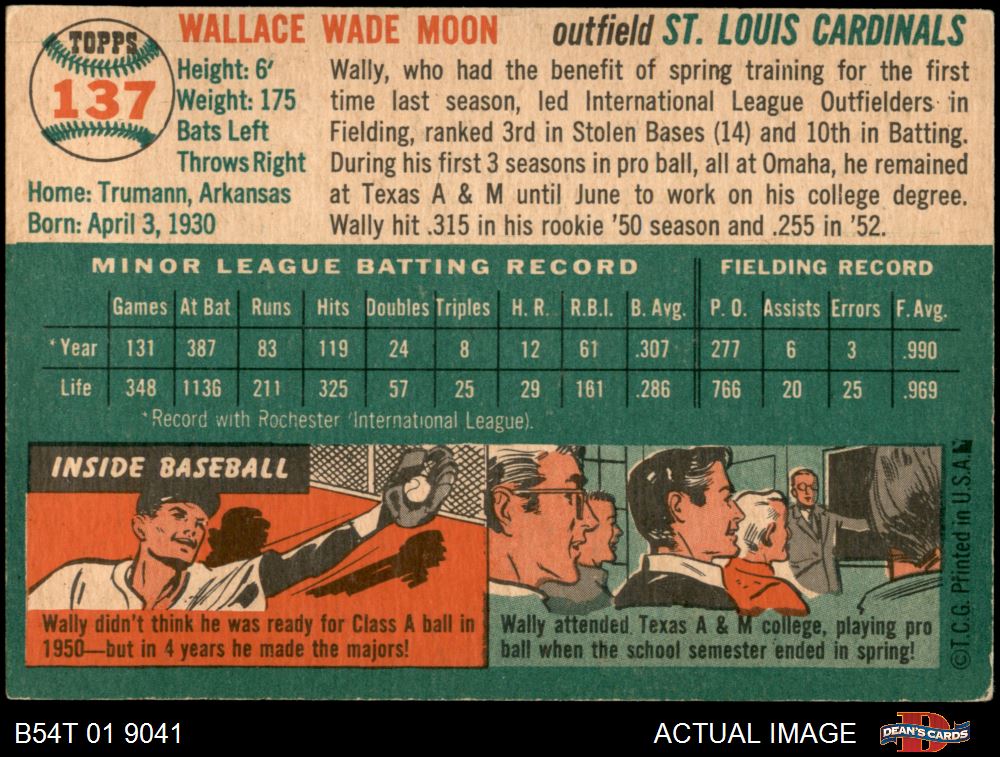 TOPPS
137
WALLACE WADE MOON outfield ST. LOUIS CARDINALS
Height: 6'
Weight: 175
Bats Left
Throws Right
Home: Trumann, Arkansas
Born: April 3, 1930
Wally, who had the benefit of spring training for the first
time last season, led International League Outfielders in
Fielding, ranked 3rd in Stolen Bases (14) and 10th in Batting.
During his first 3 seasons in pro ball, all at Omaha, he remained
at Texas A & M until June to work on his college degree.
Wally hit .315 in his rookie '50 season and .255 in '52.
MINOR LEAGUE BATTING RECORD FIELDING RECORD
Games At Bat Runs Hits Doubles Triples H. R. R.B.I. B. Avg. P. O. Assists Errors F. Avg.
*Year 131 387 83 119 24 8 12 61 .307 277 6 3 .990
Life 348 1136 211 325 57 25 29 161 .286 766 20 25 .969
*Record with Rochester (International League).
INSIDE BASEBALL
Wally didn't think he was ready for Class A ball in
1950—but in 4 years he made the majors!
Wally attended Texas A & M college, playing pro
ball when the school semester ended in spring!
©T.C.G. Printed in U.S.A.
B54T 01 9041
ACTUAL IMAGE
DEAN'S CARDS